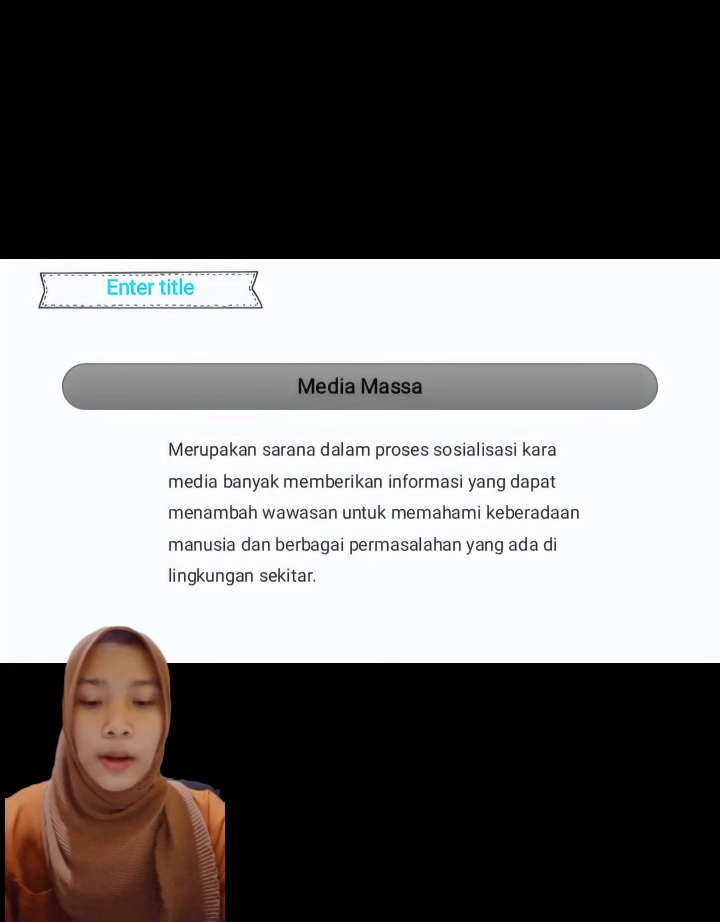 Enter title
Media Massa
Merupakan sarana dalam proses sosialisasi kara
media banyak memberikan informasi yang dapat
menambah wawasan untuk memahami keberadaan
manusia dan berbagai permasalahan yang ada di
lingkungan sekitar.